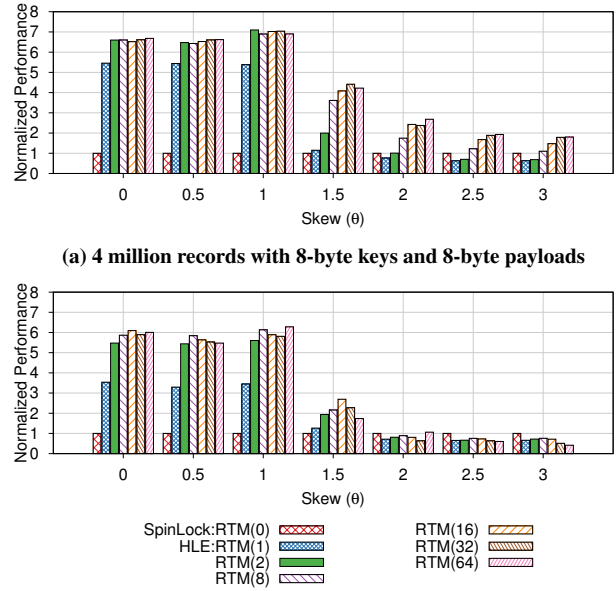 8
7
6
5
4
3
2
1
0
Normalized Performance
0 0.5 1 1.5 2 2.5 3
Skew (θ)
(a) 4 million records with 8-byte keys and 8-byte payloads
8
7
6
5
4
3
2
1
0
Normalized Performance
0 0.5 1 1.5 2 2.5 3
Skew (θ)
SpinLock:RTM(0) RTM(16)
HLE:RTM(1) RTM(32)
RTM(2) RTM(64)
RTM(8)